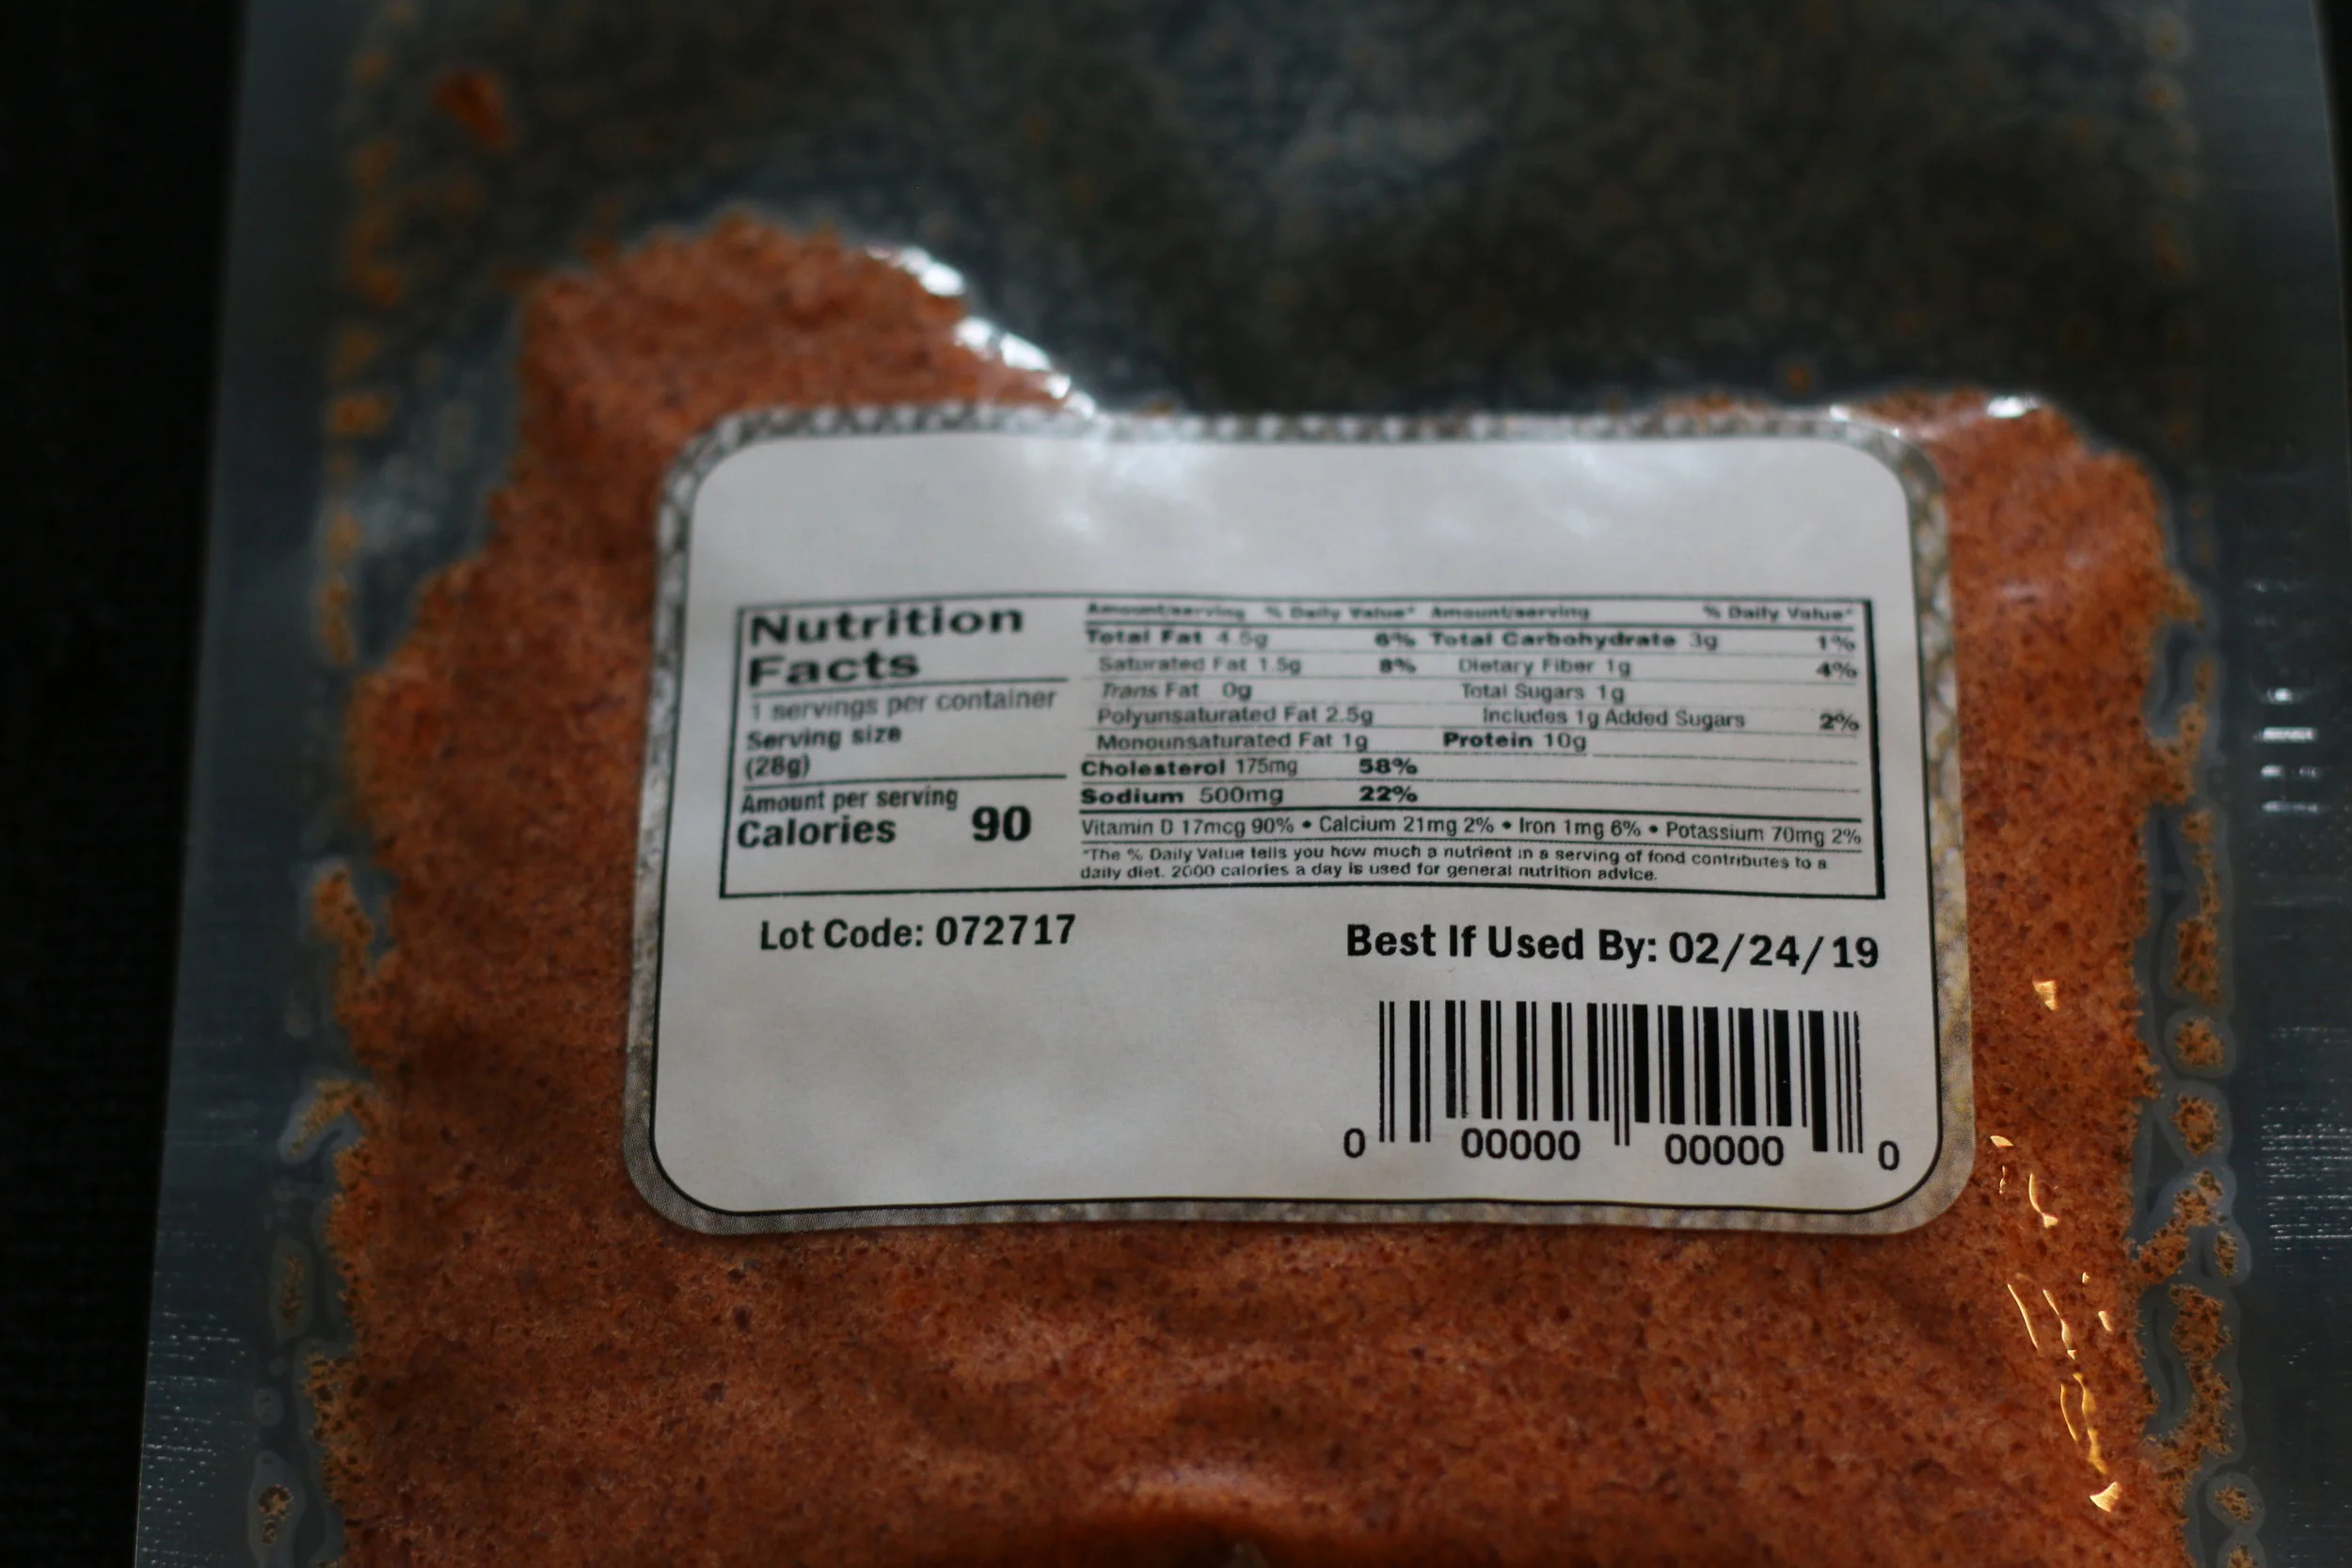 Nutrition
Facts
1 servings per container
Serving size
(28g)
Amount per serving
Calories 90
Amount/serving % Daily Value* Amount/serving % Daily Value*
Total Fat 4.5g 6% Total Carbohydrate 3g 1%
Saturated Fat 1.5g 8% Dietary Fiber 1g 4%
Trans Fat 0g Total Sugars 1g
Polyunsaturated Fat 2.5g Includes 1g Added Sugars 2%
Monounsaturated Fat 1g Protein 10g
Cholesterol 175mg 58%
Sodium 500mg 22%
Vitamin D 17mcg 90% • Calcium 21mg 2% • Iron 1mg 6% • Potassium 70mg 2%
*The % Daily Value tells you how much a nutrient in a serving of food contributes to a
daily diet. 2000 calories a day is used for general nutrition advice.
Lot Code: 072717
Best If Used By: 02/24/19
0 00000 00000 0